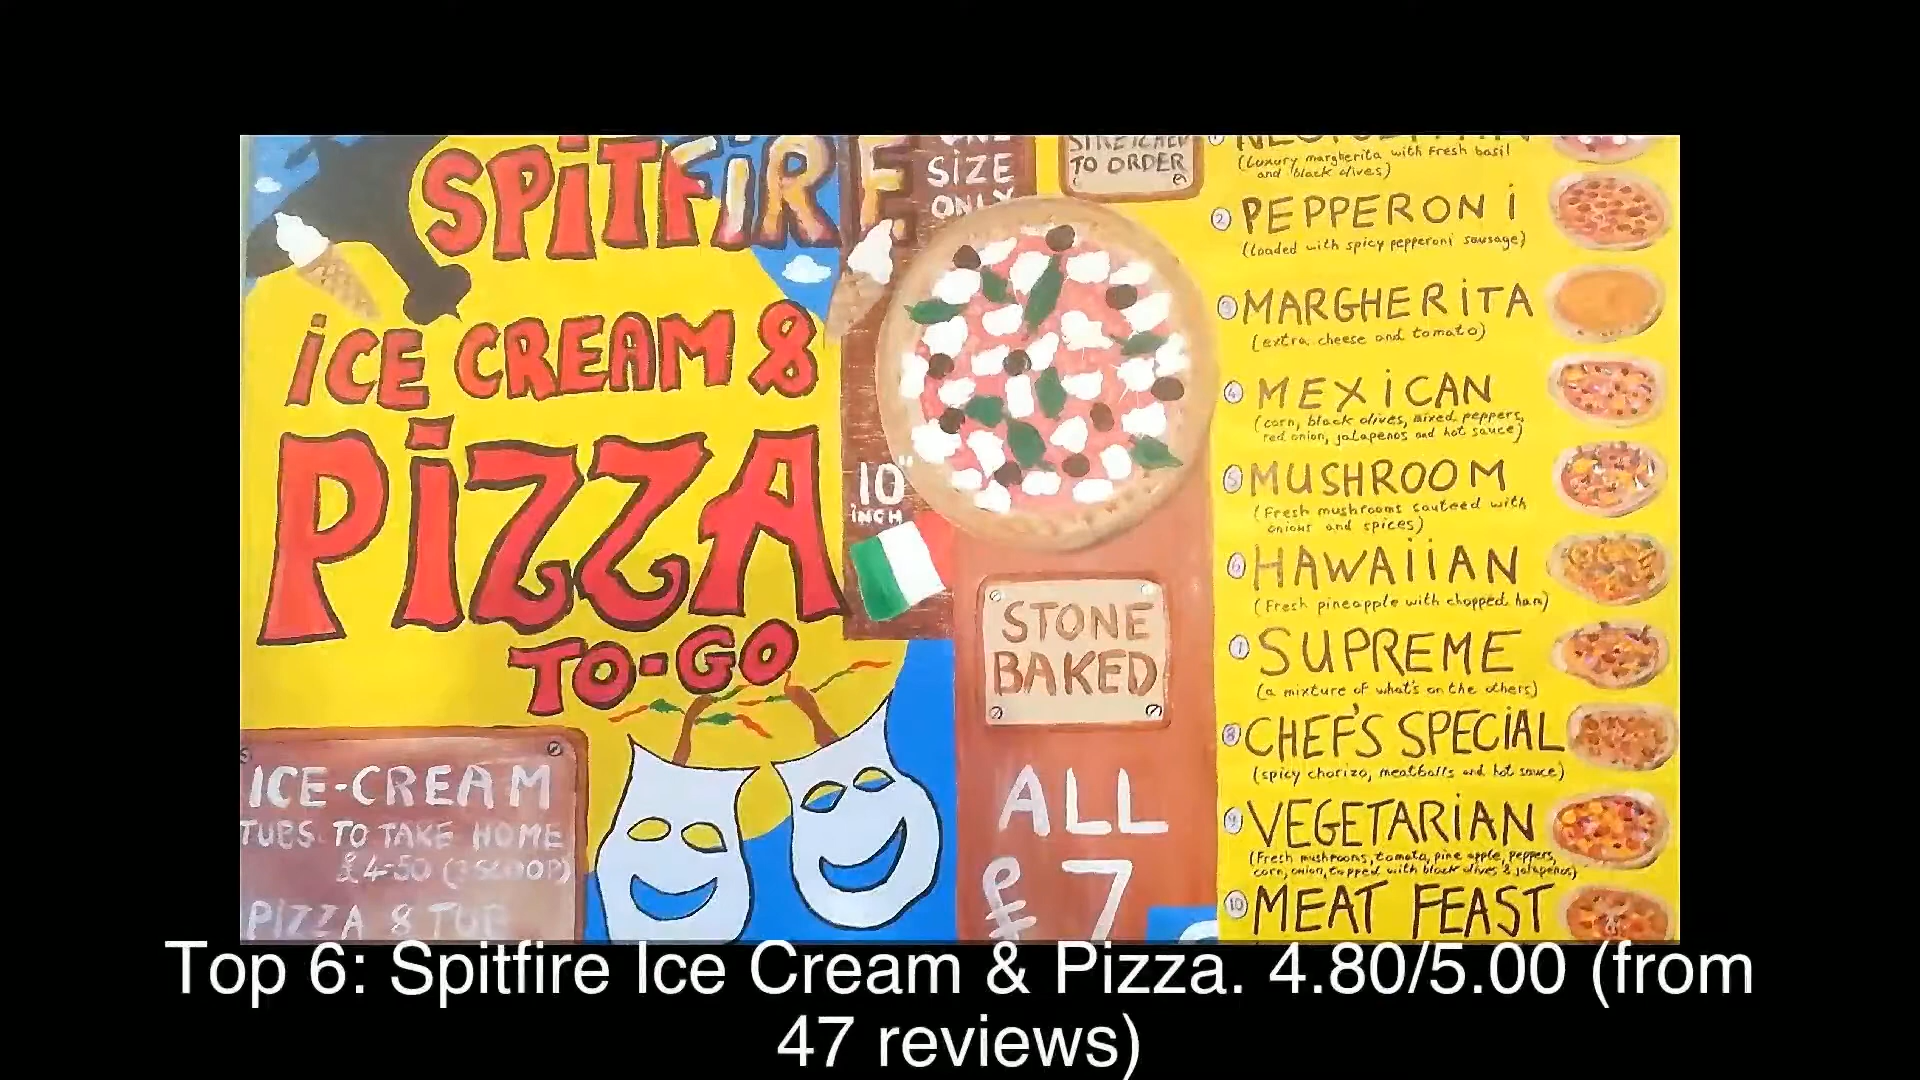 SPiTFiRE
iCE CREAM &
PiZZA
TO-GO
ICE-CREAM
TUBS TO TAKE HOME
£4-50 (3 SCOOP)
PIZZA & TUB
SiZE
ONLY
10"
iNCH
STRETCHED
TO ORDER
STONE
BAKED
ALL
£7
(Luxury margherita with Fresh basil
and black olives)
2 PEPPERONi
(loaded with spicy pepperoni sausage)
3 MARGHERiTA
(extra cheese and tomato)
4 MEXiCAN
(corn, black olives, mixed peppers,
red onion, jalapenos and hot sauce)
5 MUSHROOM
(Fresh mushrooms sauteed with
onions and spices)
6 HAWAiiAN
(Fresh pineapple with chopped ham)
7 SUPREME
(a mixture of what's on the others)
8 CHEF'S SPECiAL
(spicy chorizo, meatballs and hot sauce)
9 VEGETARiAN
(Fresh mushrooms, tomato, pine apple, peppers,
corn, onion, topped with black olives & jalapenos)
10 MEAT FEAST
Top 6: Spitfire Ice Cream & Pizza. 4.80/5.00 (from
47 reviews)